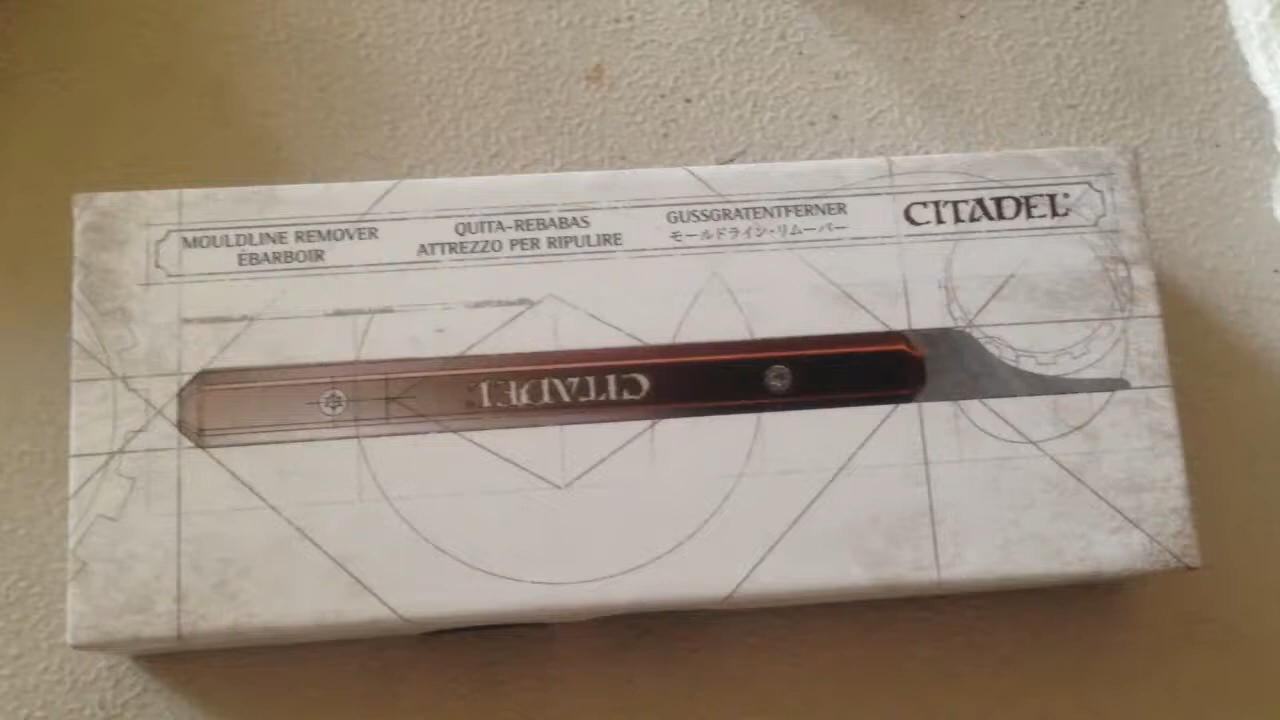 MOULDLINE REMOVER
ÉBARBOIR
QUITA-REBABAS
ATTREZZO PER RIPULIRE
GUSSGRATENTFERNER
モールドライン・リムーバー
CITADEL
CITADEL